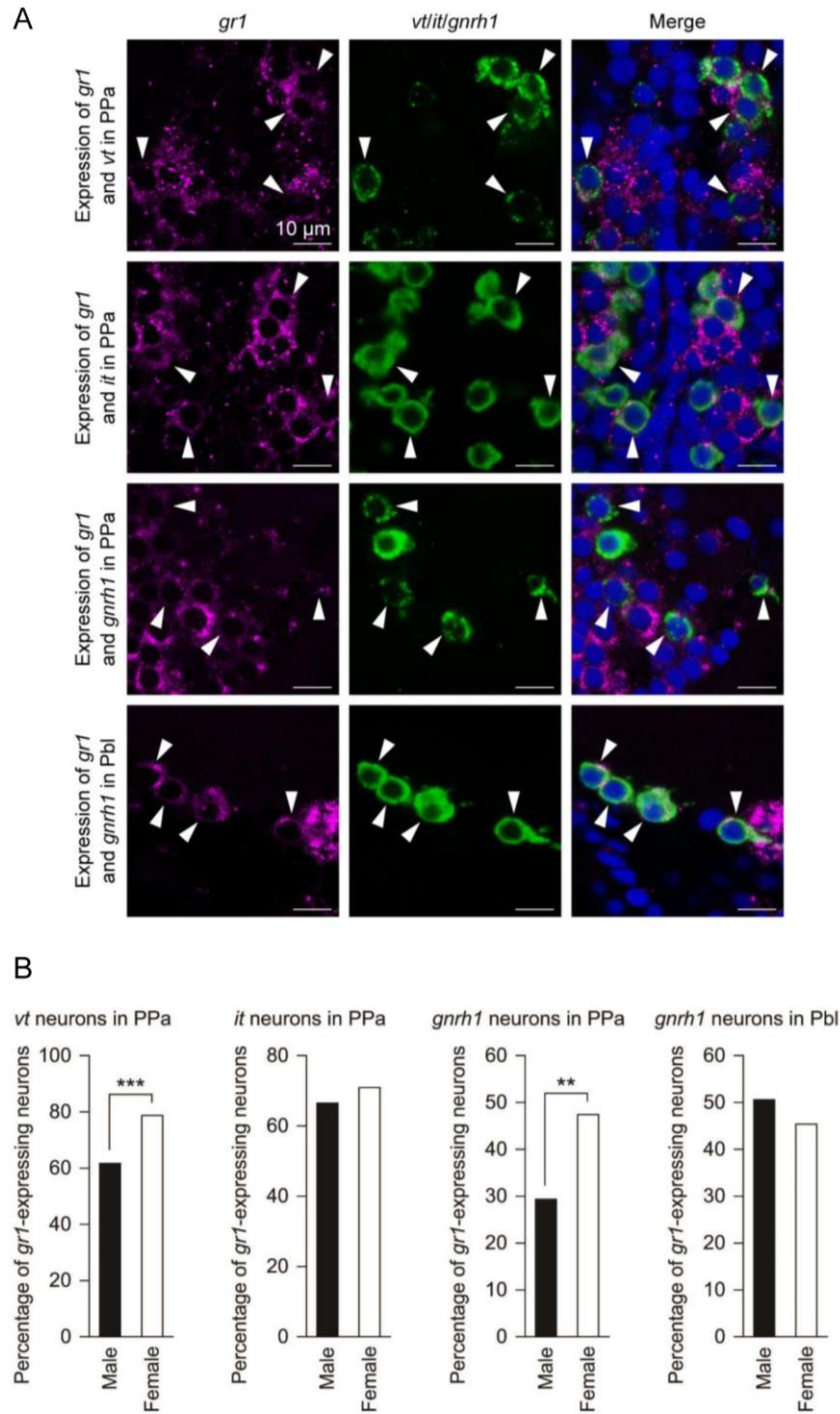 A
gr1
vt/it/gnrh1
Merge
Expression of gr1
and vt in PPa
10 μm
Expression of gr1
and it in PPa
Expression of gr1
and gnrh1 in PPa
Expression of gr1
and gnrh1 in Pbl
B
vt neurons in PPa
Percentage of gr1-expressing neurons
100
80
60
40
20
0
***
Male
Female
it neurons in PPa
Percentage of gr1-expressing neurons
80
60
40
20
0
Male
Female
gnrh1 neurons in PPa
Percentage of gr1-expressing neurons
60
50
40
30
20
10
0
**
Male
Female
gnrh1 neurons in Pbl
Percentage of gr1-expressing neurons
60
50
40
30
20
10
0
Male
Female